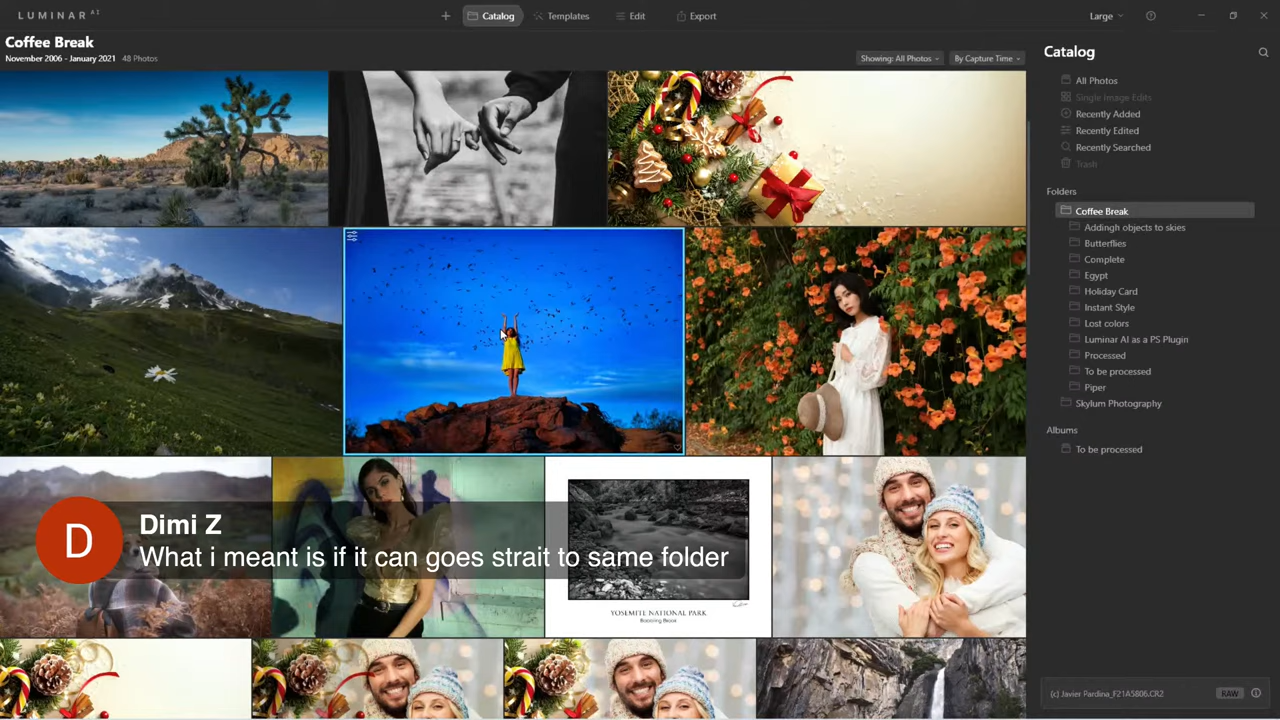 LUMINAR AI
Catalog
Templates
Edit
Export
Large
Coffee Break
November 2006 - January 2021 48 Photos
Showing: All Photos
By Capture Time
Catalog
All Photos
Single Image Edits
Recently Added
Recently Edited
Recently Searched
Trash
Folders
Coffee Break
Addingh objects to skies
Butterflies
Complete
Egypt
Holiday Card
Instant Style
Lost colors
Luminar AI as a PS Plugin
Processed
To be processed
Piper
Skylum Photography
Albums
To be processed
D
Dimi Z
What i meant is if it can goes strait to same folder
YOSEMITE NATIONAL PARK
(c) Javier Pardina_F21A5806.CR2
RAW